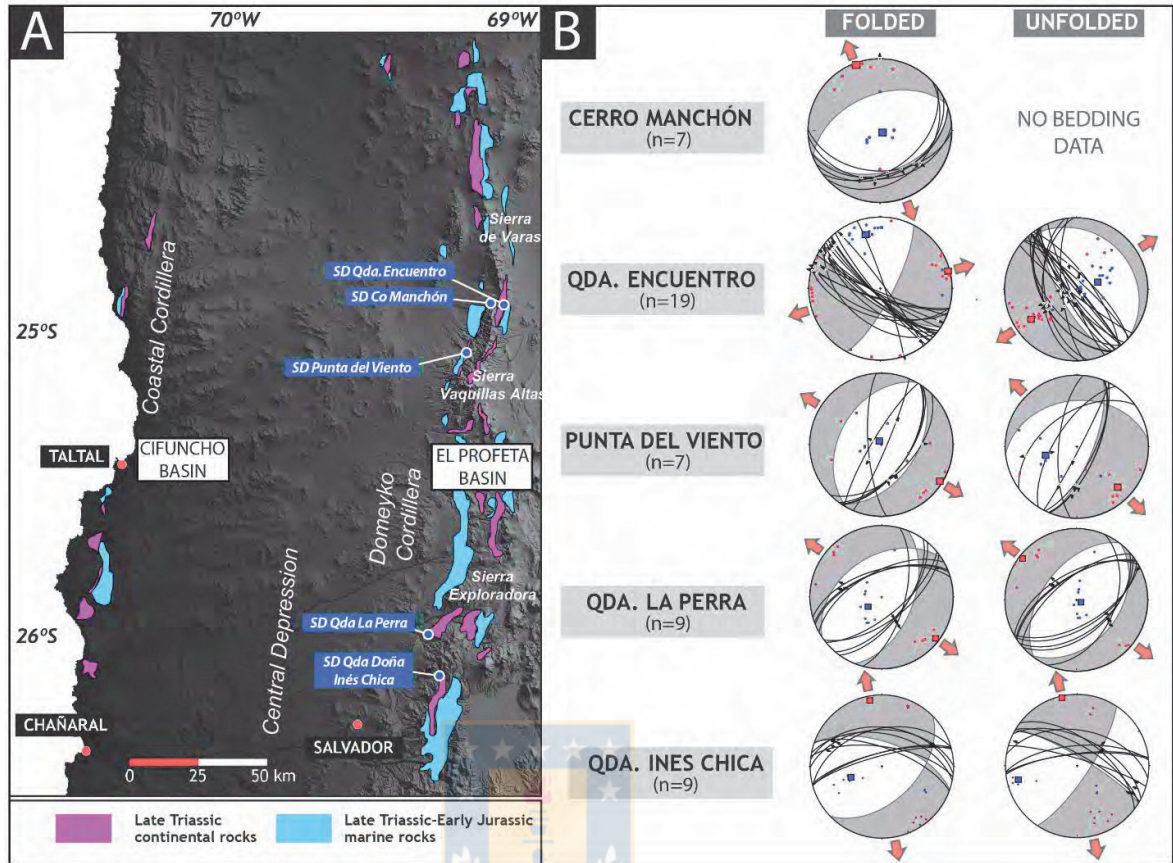 A
70ºW
69ºW
Sierra
de Varas
SD Qda. Encuentro
SD Co Manchón
25ºS
SD Punta del Viento
Sierra
Vaquillas Altas
Coastal Cordillera
TALTAL
CIFUNCHO
BASIN
EL PROFETA
BASIN
Domeyko
Cordillera
Central Depression
Sierra
Exploradora
SD Qda La Perra
26ºS
SD Qda Doña
Inés Chica
CHAÑARAL
SALVADOR
0 25 50 km
Late Triassic
continental rocks
Late Triassic-Early Jurassic
marine rocks
B
FOLDED
UNFOLDED
CERRO MANCHÓN
(n=7)
NO BEDDING
DATA
QDA. ENCUENTRO
(n=19)
PUNTA DEL VIENTO
(n=7)
QDA. LA PERRA
(n=9)
QDA. INES CHICA
(n=9)